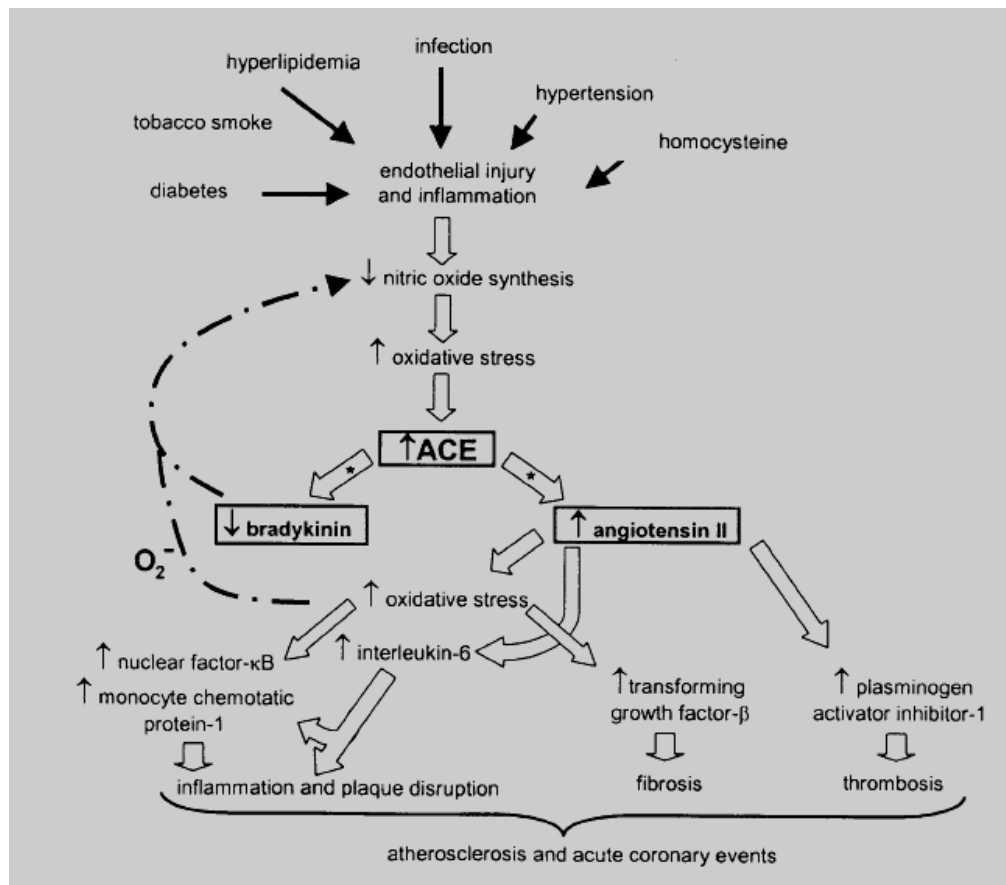 infection
hyperlipidemia
hypertension
tobacco smoke
homocysteine
endothelial injury
and inflammation
diabetes
↓ nitric oxide synthesis
↑ oxidative stress
↑ACE
*
*
↓ bradykinin
↑ angiotensin II
O₂⁻
↑ oxidative stress
↑ interleukin-6
↑ nuclear factor-κB
↑ monocyte chemotatic
protein-1
↑transforming
growth factor-β
↑ plasminogen
activator inhibitor-1
inflammation and plaque disruption
fibrosis
thrombosis
atherosclerosis and acute coronary events